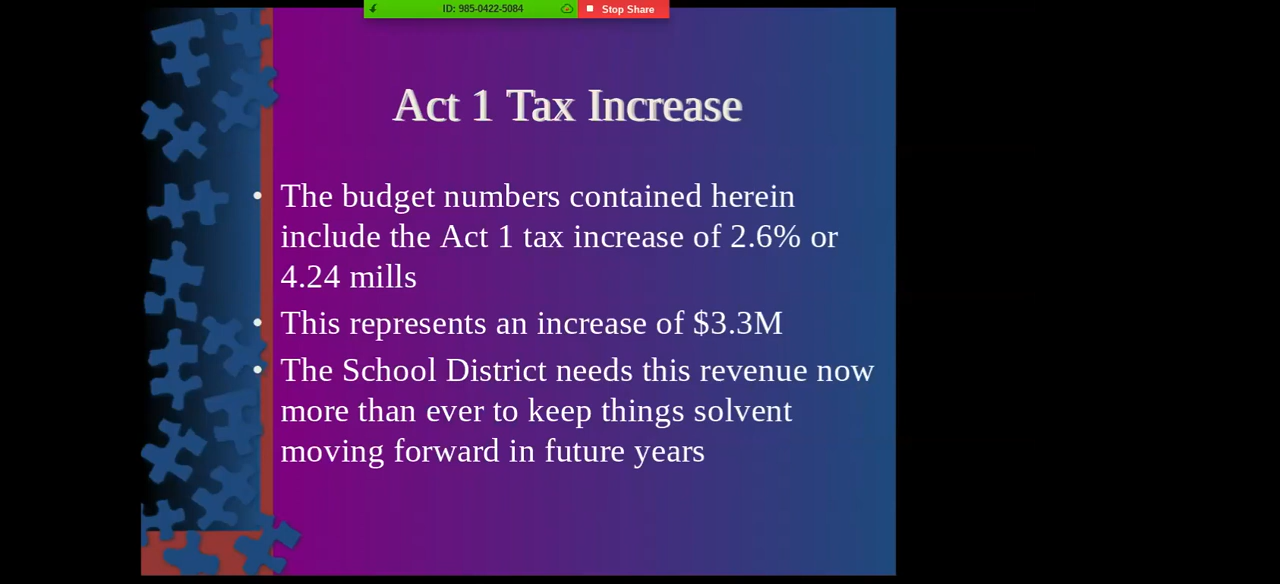 ID: 985-0422-5084 Stop Share
Act 1 Tax Increase
• The budget numbers contained herein
include the Act 1 tax increase of 2.6% or
4.24 mills
• This represents an increase of $3.3M
• The School District needs this revenue now
more than ever to keep things solvent
moving forward in future years